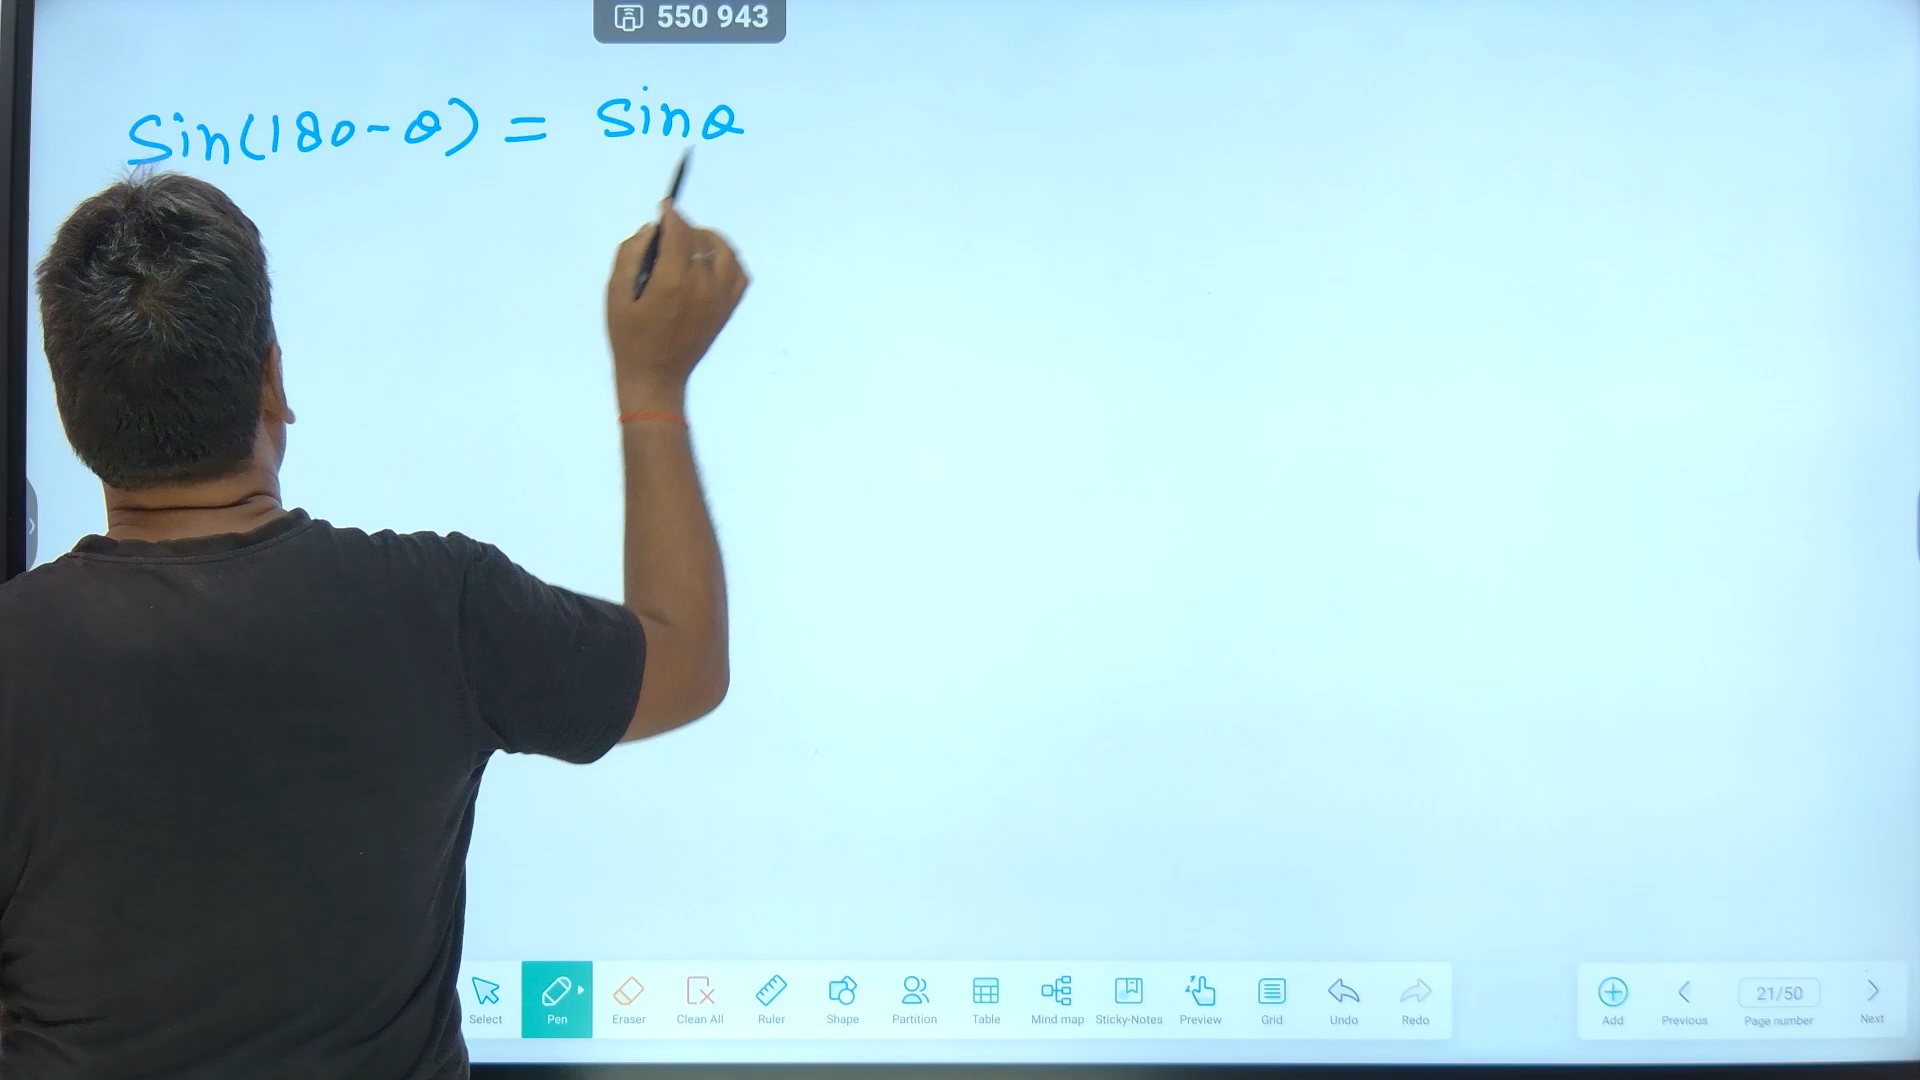 550 943
Sin(180-θ) = Sinθ
Select Pen Eraser Clean All Ruler Shape Partition Table Mind map Sticky-Notes Preview Grid Undo Redo Add Previous 21/50 Page number Next